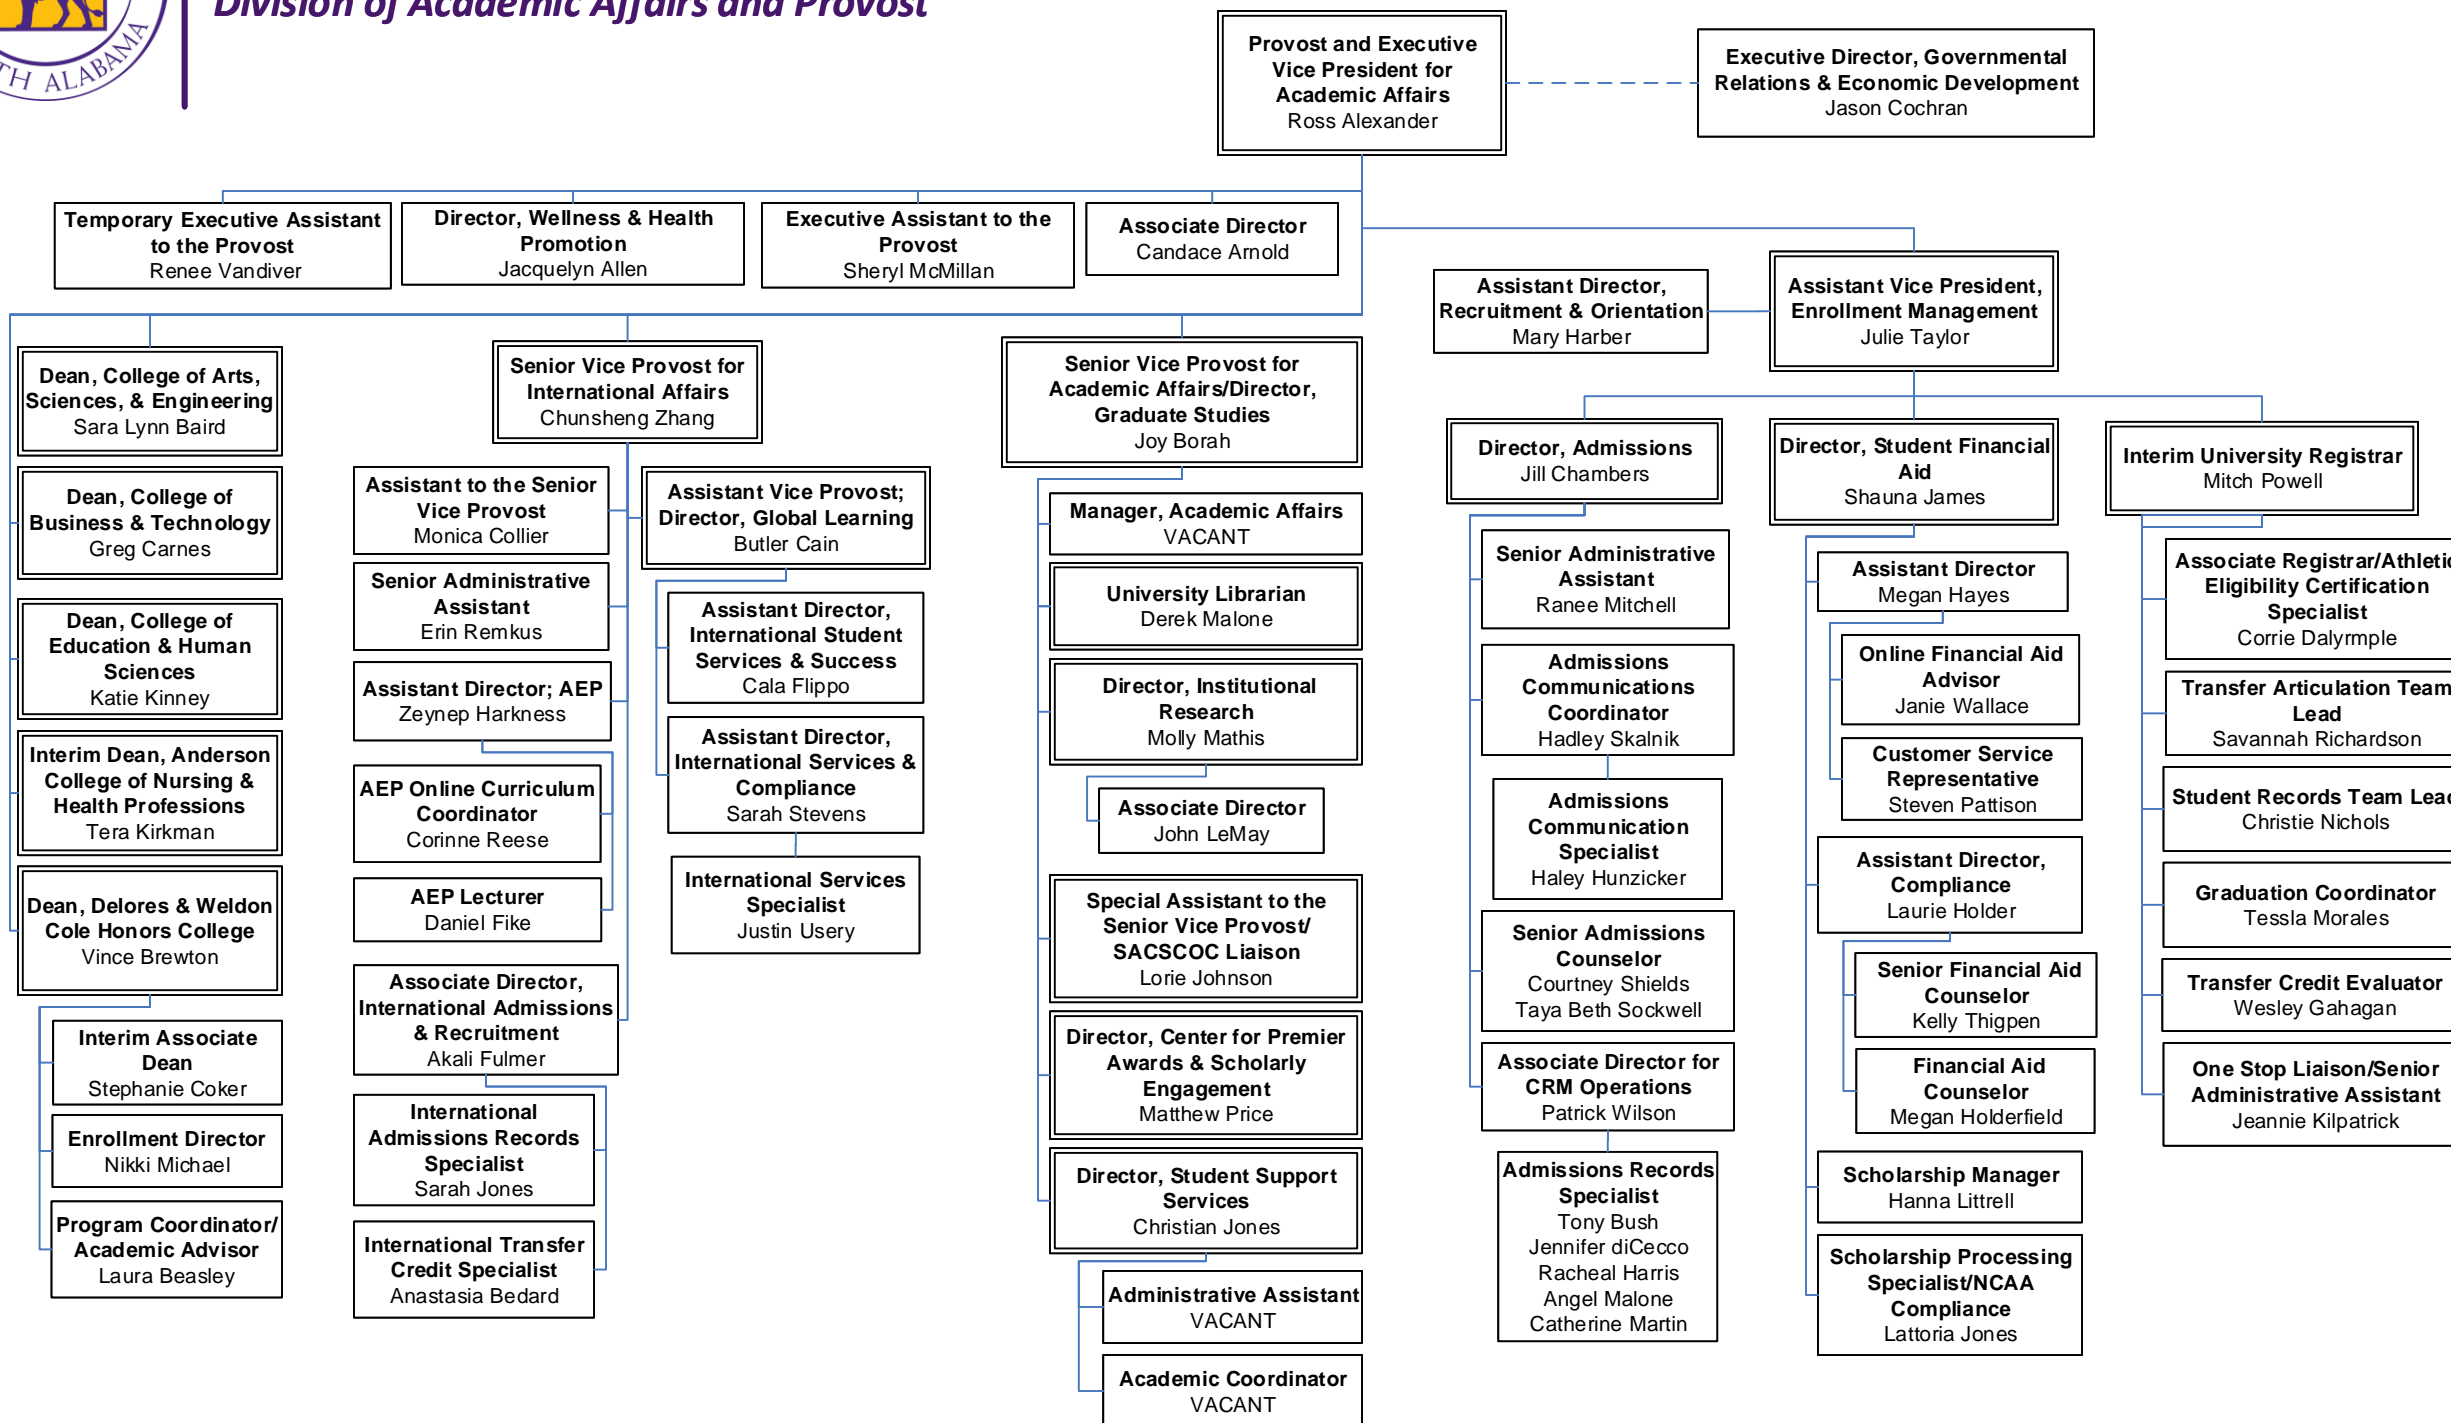 Division of Academic Affairs and Provost
TH ALABAMA
Provost and Executive
Vice President for
Academic Affairs
Ross Alexander
Executive Director, Governmental
Relations & Economic Development
Jason Cochran
Temporary Executive Assistant
to the Provost
Renee Vandiver
Director, Wellness & Health
Promotion
Jacquelyn Allen
Executive Assistant to the
Provost
Sheryl McMillan
Associate Director
Candace Arnold
Assistant Director,
Recruitment & Orientation
Mary Harber
Assistant Vice President,
Enrollment Management
Julie Taylor
Dean, College of Arts,
Sciences, & Engineering
Sara Lynn Baird
Dean, College of
Business & Technology
Greg Carnes
Dean, College of
Education & Human
Sciences
Katie Kinney
Interim Dean, Anderson
College of Nursing &
Health Professions
Tera Kirkman
Dean, Delores & Weldon
Cole Honors College
Vince Brewton
Interim Associate
Dean
Stephanie Coker
Enrollment Director
Nikki Michael
Program Coordinator/
Academic Advisor
Laura Beasley
Senior Vice Provost for
International Affairs
Chunsheng Zhang
Assistant to the Senior
Vice Provost
Monica Collier
Senior Administrative
Assistant
Erin Remkus
Assistant Director; AEP
Zeynep Harkness
AEP Online Curriculum
Coordinator
Corinne Reese
AEP Lecturer
Daniel Fike
Associate Director,
International Admissions
& Recruitment
Akali Fulmer
International
Admissions Records
Specialist
Sarah Jones
International Transfer
Credit Specialist
Anastasia Bedard
Assistant Vice Provost;
Director, Global Learning
Butler Cain
Assistant Director,
International Student
Services & Success
Cala Flippo
Assistant Director,
International Services &
Compliance
Sarah Stevens
International Services
Specialist
Justin Usery
Senior Vice Provost for
Academic Affairs/Director,
Graduate Studies
Joy Borah
Manager, Academic Affairs
VACANT
University Librarian
Derek Malone
Director, Institutional
Research
Molly Mathis
Associate Director
John LeMay
Special Assistant to the
Senior Vice Provost/
SACSCOC Liaison
Lorie Johnson
Director, Center for Premier
Awards & Scholarly
Engagement
Matthew Price
Director, Student Support
Services
Christian Jones
Administrative Assistant
VACANT
Academic Coordinator
VACANT
Director, Admissions
Jill Chambers
Senior Administrative
Assistant
Ranee Mitchell
Admissions
Communications
Coordinator
Hadley Skalnik
Admissions
Communication
Specialist
Haley Hunzicker
Senior Admissions
Counselor
Courtney Shields
Taya Beth Sockwell
Associate Director for
CRM Operations
Patrick Wilson
Admissions Records
Specialist
Tony Bush
Jennifer diCecco
Racheal Harris
Angel Malone
Catherine Martin
Director, Student Financial
Aid
Shauna James
Assistant Director
Megan Hayes
Online Financial Aid
Advisor
Janie Wallace
Customer Service
Representative
Steven Pattison
Assistant Director,
Compliance
Laurie Holder
Senior Financial Aid
Counselor
Kelly Thigpen
Financial Aid
Counselor
Megan Holderfield
Scholarship Manager
Hanna Littrell
Scholarship Processing
Specialist/NCAA
Compliance
Lattoria Jones
Interim University Registrar
Mitch Powell
Associate Registrar/Athletic
Eligibility Certification
Specialist
Corrie Dalyrmple
Transfer Articulation Team
Lead
Savannah Richardson
Student Records Team Lead
Christie Nichols
Graduation Coordinator
Tessla Morales
Transfer Credit Evaluator
Wesley Gahagan
One Stop Liaison/Senior
Administrative Assistant
Jeannie Kilpatrick